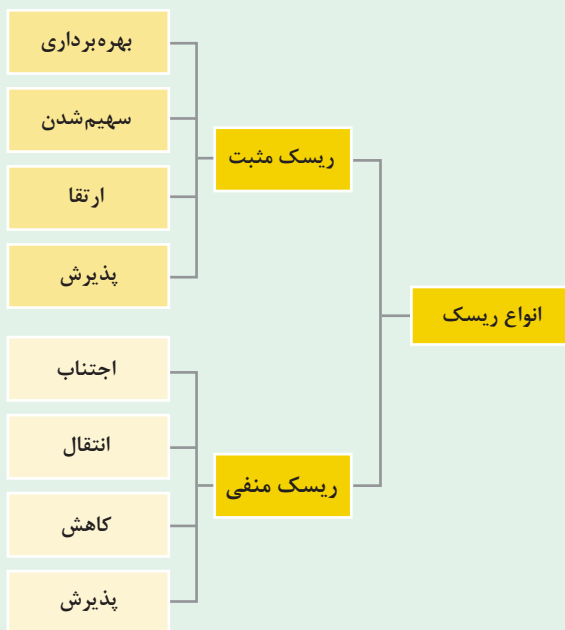 انواع ریسک
ریسک مثبت
بهره‌برداری
سهیم‌شدن
ارتقا
پذیرش
ریسک منفی
اجتناب
انتقال
کاهش
پذیرش